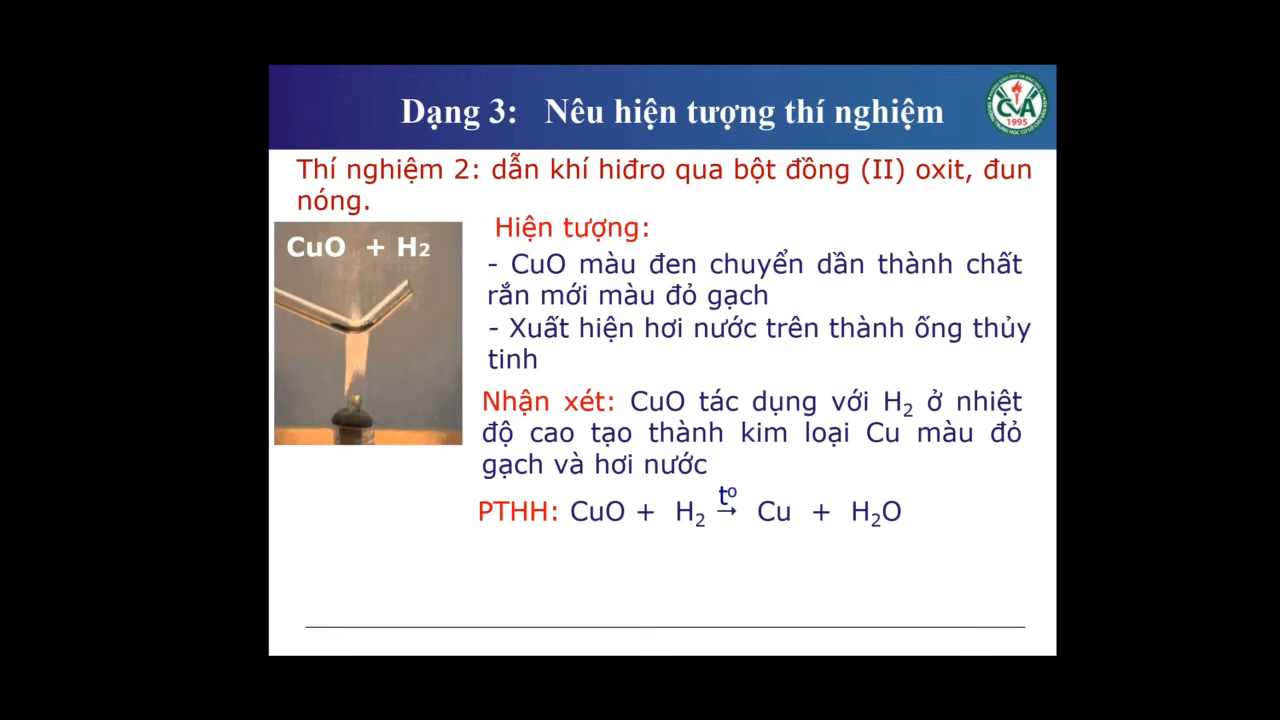 Dạng 3: Nêu hiện tượng thí nghiệm
CVA
1995
Thí nghiệm 2: dẫn khí hiđro qua bột đồng (II) oxit, đun
nóng.
CuO + H₂
Hiện tượng:
- CuO màu đen chuyển dần thành chất
rắn mới màu đỏ gạch
- Xuất hiện hơi nước trên thành ống thủy
tinh
Nhận xét: CuO tác dụng với H₂ ở nhiệt
độ cao tạo thành kim loại Cu màu đỏ
gạch và hơi nước
PTHH: CuO + H₂ →(tº) Cu + H₂O